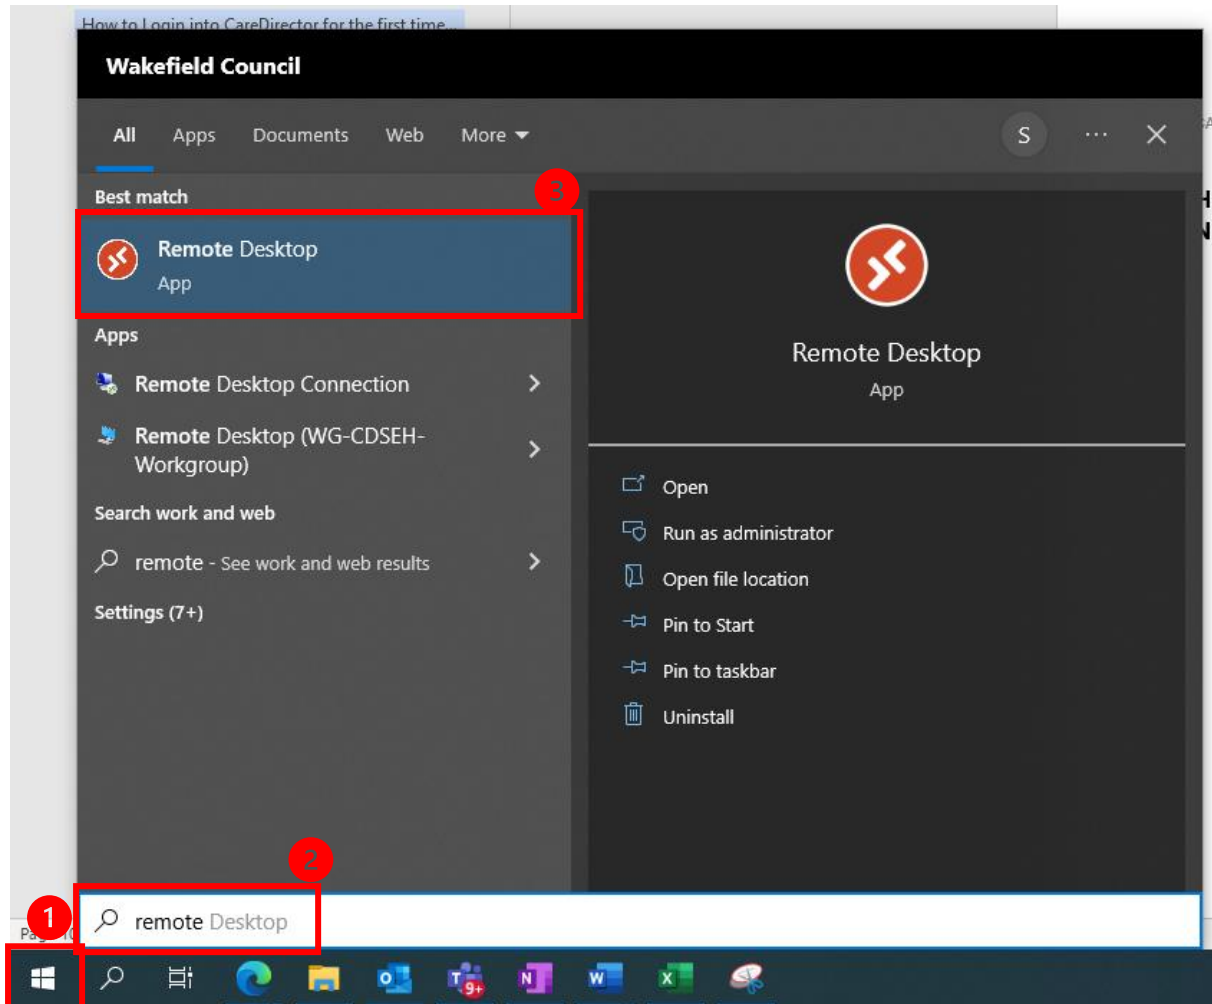 How to Login into CareDirector for the first time...
Wakefield Council
All Apps Documents Web More S ... 
Best match
3
Remote Desktop
App
Remote Desktop
App
Apps
Remote Desktop Connection
Remote Desktop (WG-CDSEH-
Workgroup)
Search work and web
remote - See work and web results
Settings (7+)
Open
Run as administrator
Open file location
Pin to Start
Pin to taskbar
Uninstall
2
1
remote Desktop
9+